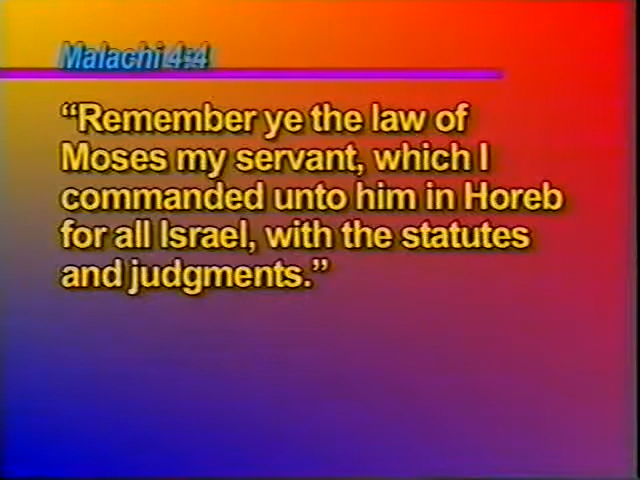 Malachi 4:4
“Remember ye the law of
Moses my servant, which I
commanded unto him in Horeb
for all Israel, with the statutes
and judgments.”